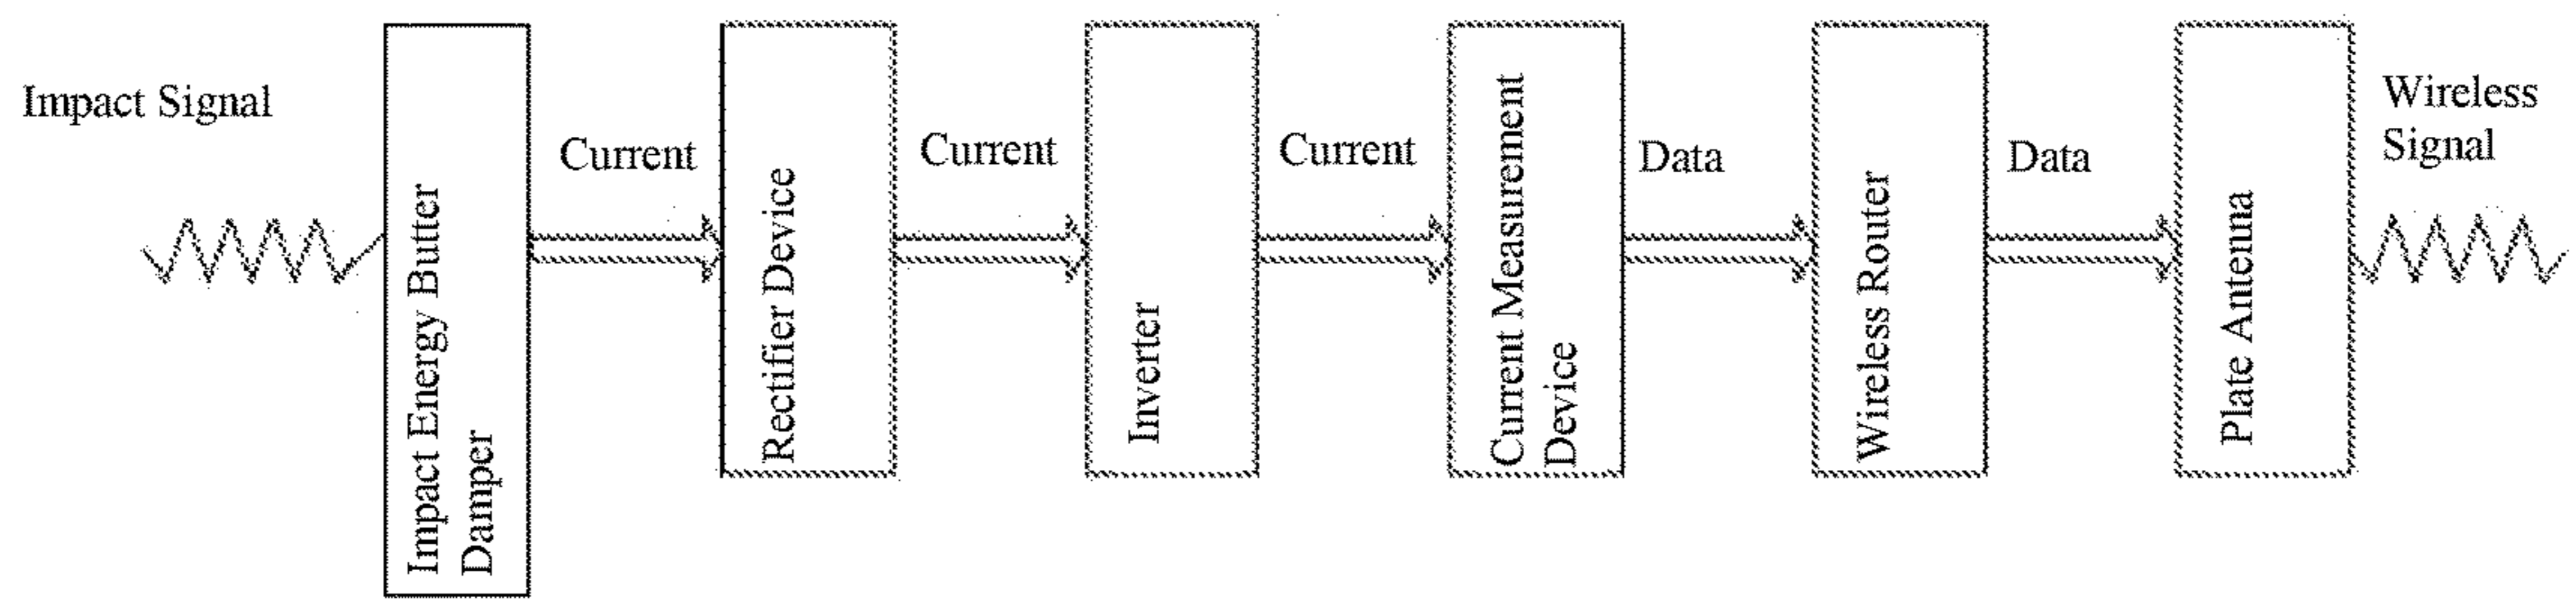 Impact Signal
Impact Energy Butter
Damper
Current
Rectifier Device
Current
Inverter
Current
Current Measurement
Device
Data
Wireless Router
Data
Plate Antenna
Wireless
Signal